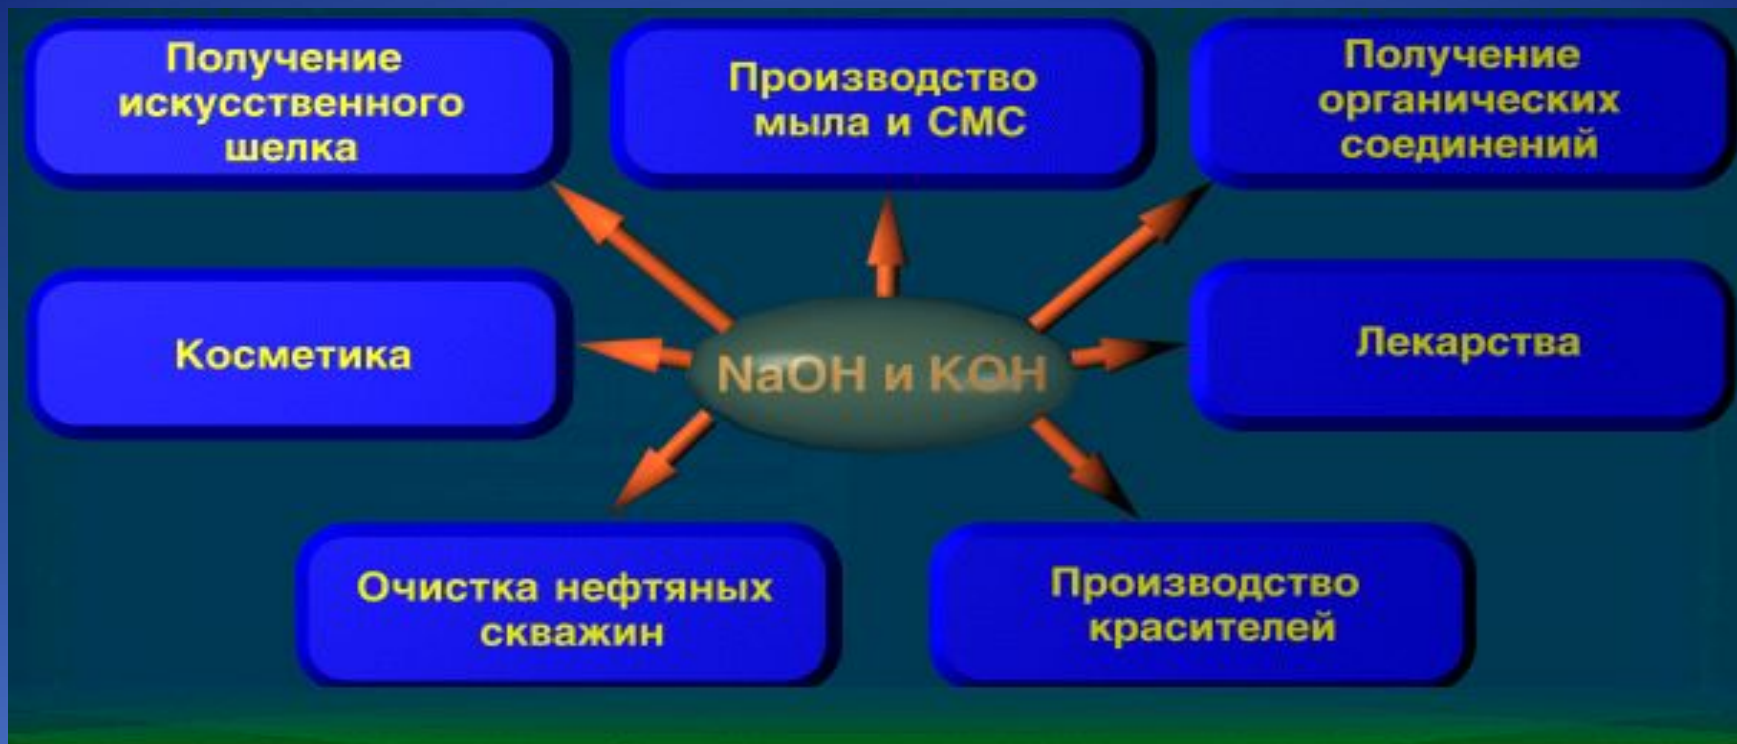 Получение
искусственного
шелка
Производство
мыла и СМС
Получение
органических
соединений
Косметика
NaOH и KOH
Лекарства
Очистка нефтяных
скважин
Производство
красителей